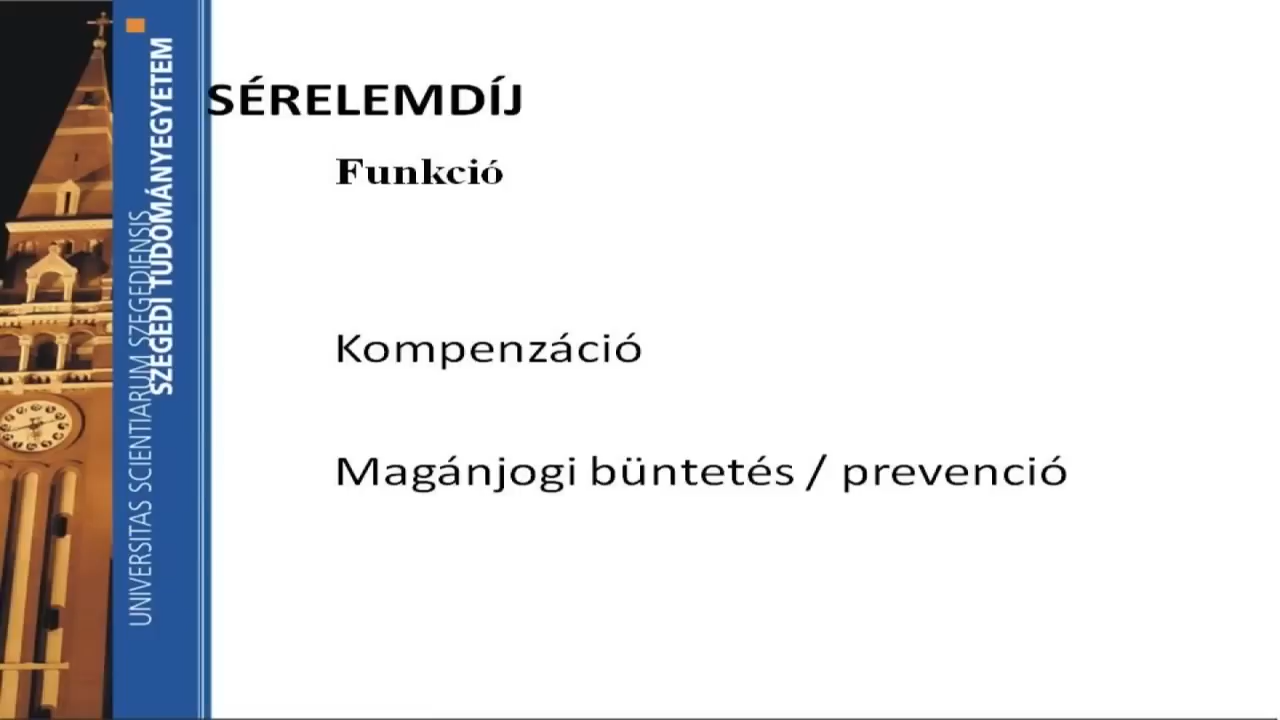 SÉRELEMDÍJ
Funkció
Kompenzáció
Magánjogi büntetés / prevenció
UNIVERSITAS SCIENTIARUM SZEGEDIENSIS
SZEGEDI TUDOMÁNYEGYETEM